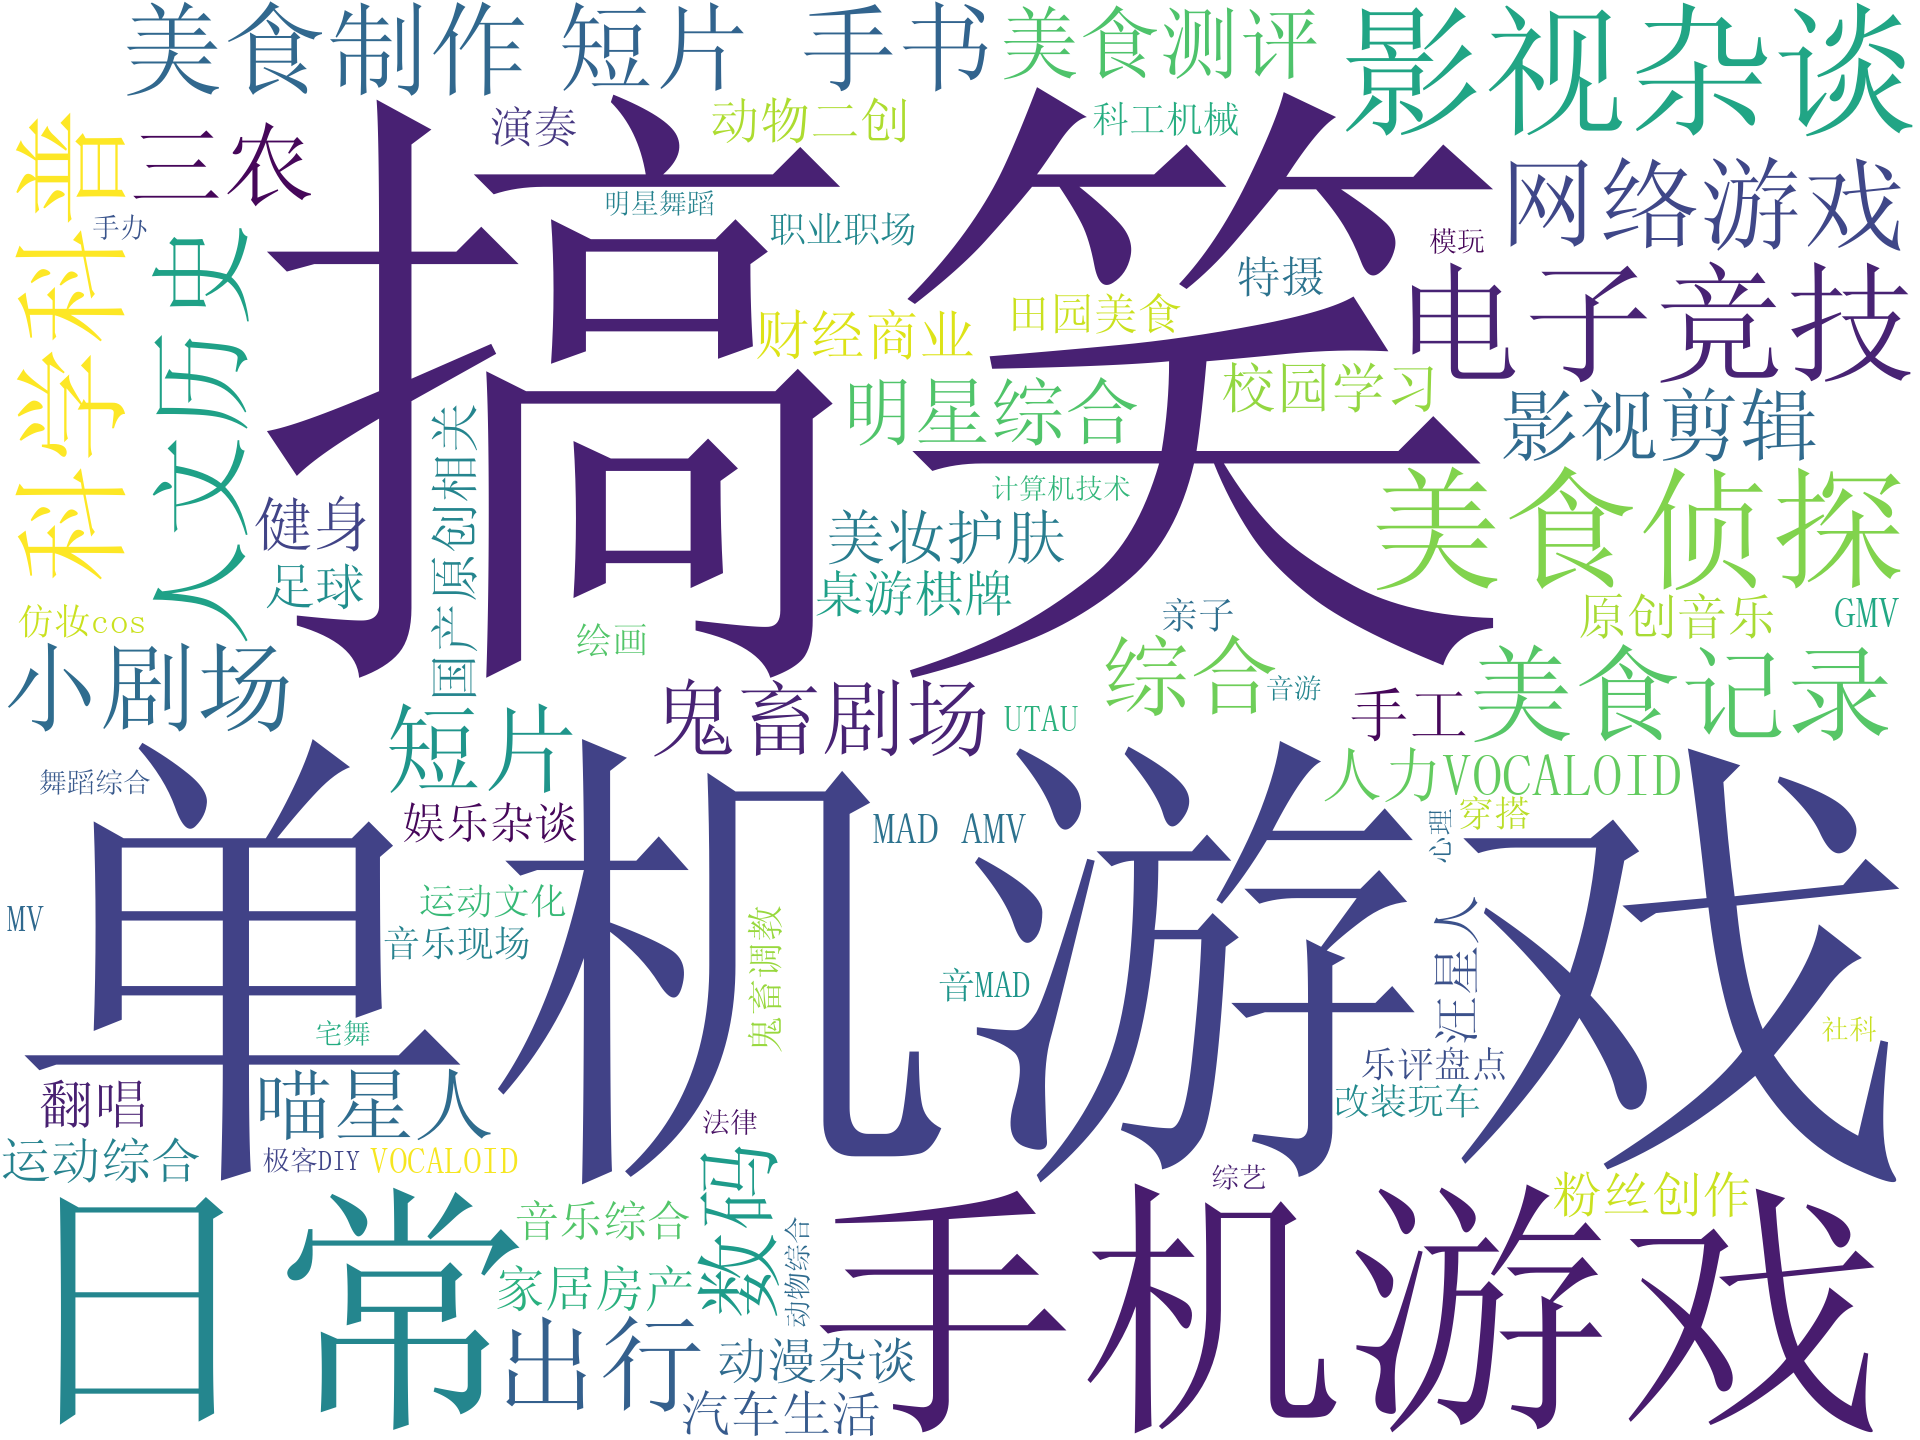 美食制作
短片
手书
美食测评
影视杂谈
科学科普
三农
演奏
动物二创
科工机械
搞笑
网络游戏
手办
人文历史
明星舞蹈
职业职场
模玩
特摄
电子竞技
田园美食
财经商业
明星综合
校园学习
影视剪辑
国产原创相关
健身
计算机技术
美食侦探
美妆护肤
足球
桌游棋牌
仿妆cos
绘画
亲子
原创音乐
GMV
小剧场
综合
美食记录
鬼畜剧场
音游
手工
短片
UTAU
单机游戏
人力VOCALOID
舞蹈综合
娱乐杂谈
MAD AMV
心理
穿搭
MV
运动文化
音乐现场
鬼畜调教
音MAD
汪星人
宅舞
社科
乐评盘点
改装玩车
翻唱
喵星人
法律
运动综合
极客DIY
VOCALOID
数码
综艺
日常
手机游戏
粉丝创作
音乐综合
动物综合
家居房产
出行
动漫杂谈
汽车生活